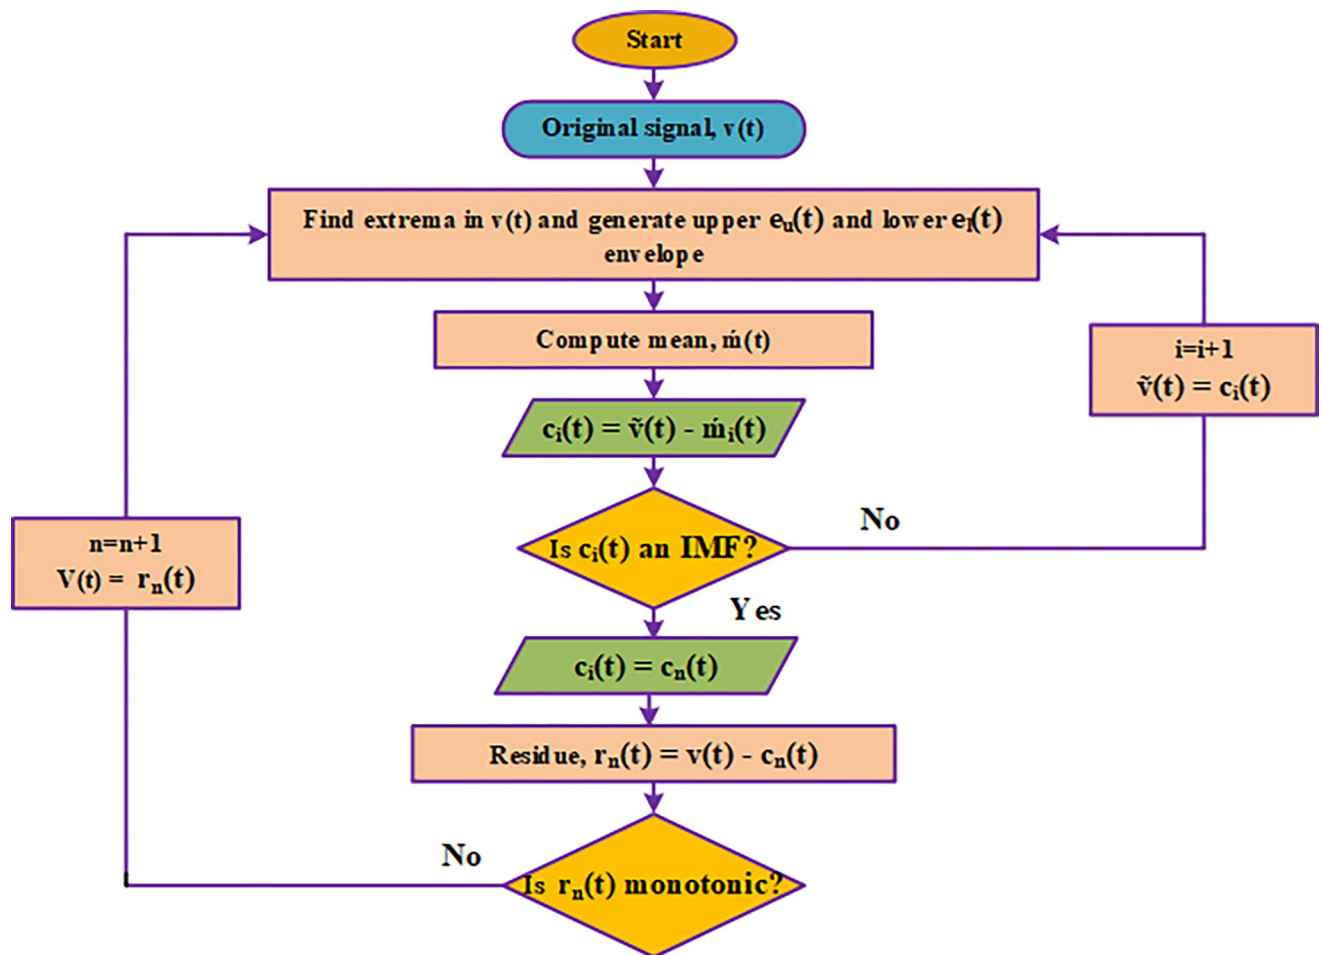 Start
Original signal, v(t)
Find extrema in v(t) and generate upper eᵤ(t) and lower eₗ(t)
envelope
Compute mean, ḿ(t)
i=i+1
ṽ(t) = cᵢ(t)
cᵢ(t) = ṽ(t) - ḿᵢ(t)
No
Is cᵢ(t) an IMF?
n=n+1
V(t) = rₙ(t)
Yes
cᵢ(t) = cₙ(t)
Residue, rₙ(t) = v(t) - cₙ(t)
No
Is rₙ(t) monotonic?